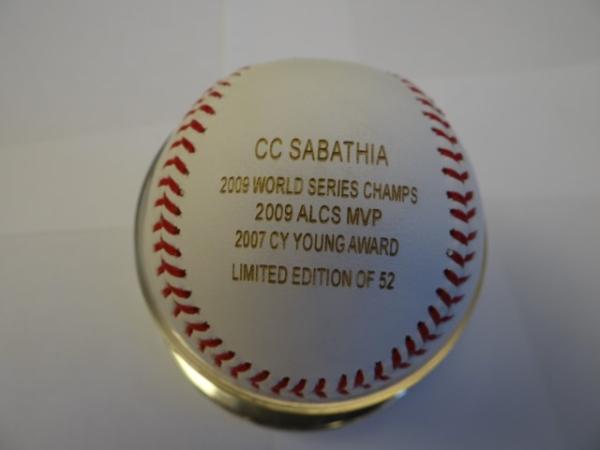 CC SABATHIA
2009 WORLD SERIES CHAMPS
2009 ALCS MVP
2007 CY YOUNG AWARD
LIMITED EDITION OF 52